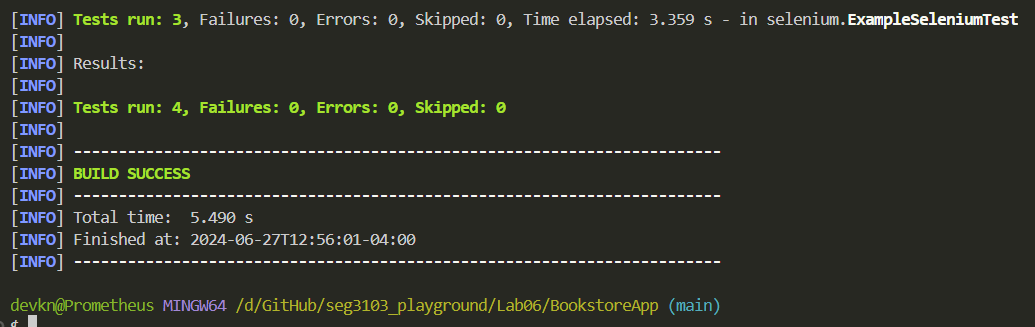 [INFO] Tests run: 3, Failures: 0, Errors: 0, Skipped: 0, Time elapsed: 3.359 s - in selenium.ExampleSeleniumTest
[INFO]
[INFO] Results:
[INFO]
[INFO] Tests run: 4, Failures: 0, Errors: 0, Skipped: 0
[INFO]
[INFO] ------------------------------------------------------------------------
[INFO] BUILD SUCCESS
[INFO] ------------------------------------------------------------------------
[INFO] Total time:  5.490 s
[INFO] Finished at: 2024-06-27T12:56:01-04:00
[INFO] ------------------------------------------------------------------------
devkn@Prometheus MINGW64 /d/GitHub/seg3103_playground/Lab06/BookstoreApp (main)
$